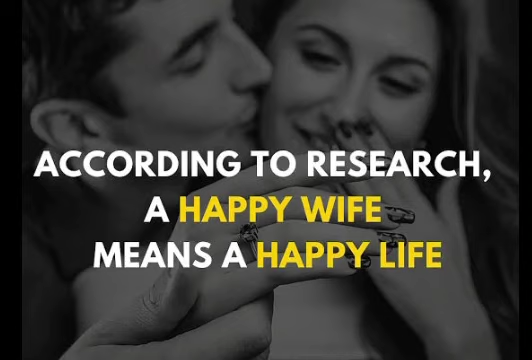 ACCORDING TO RESEARCH,
A HAPPY WIFE
MEANS A HAPPY LIFE